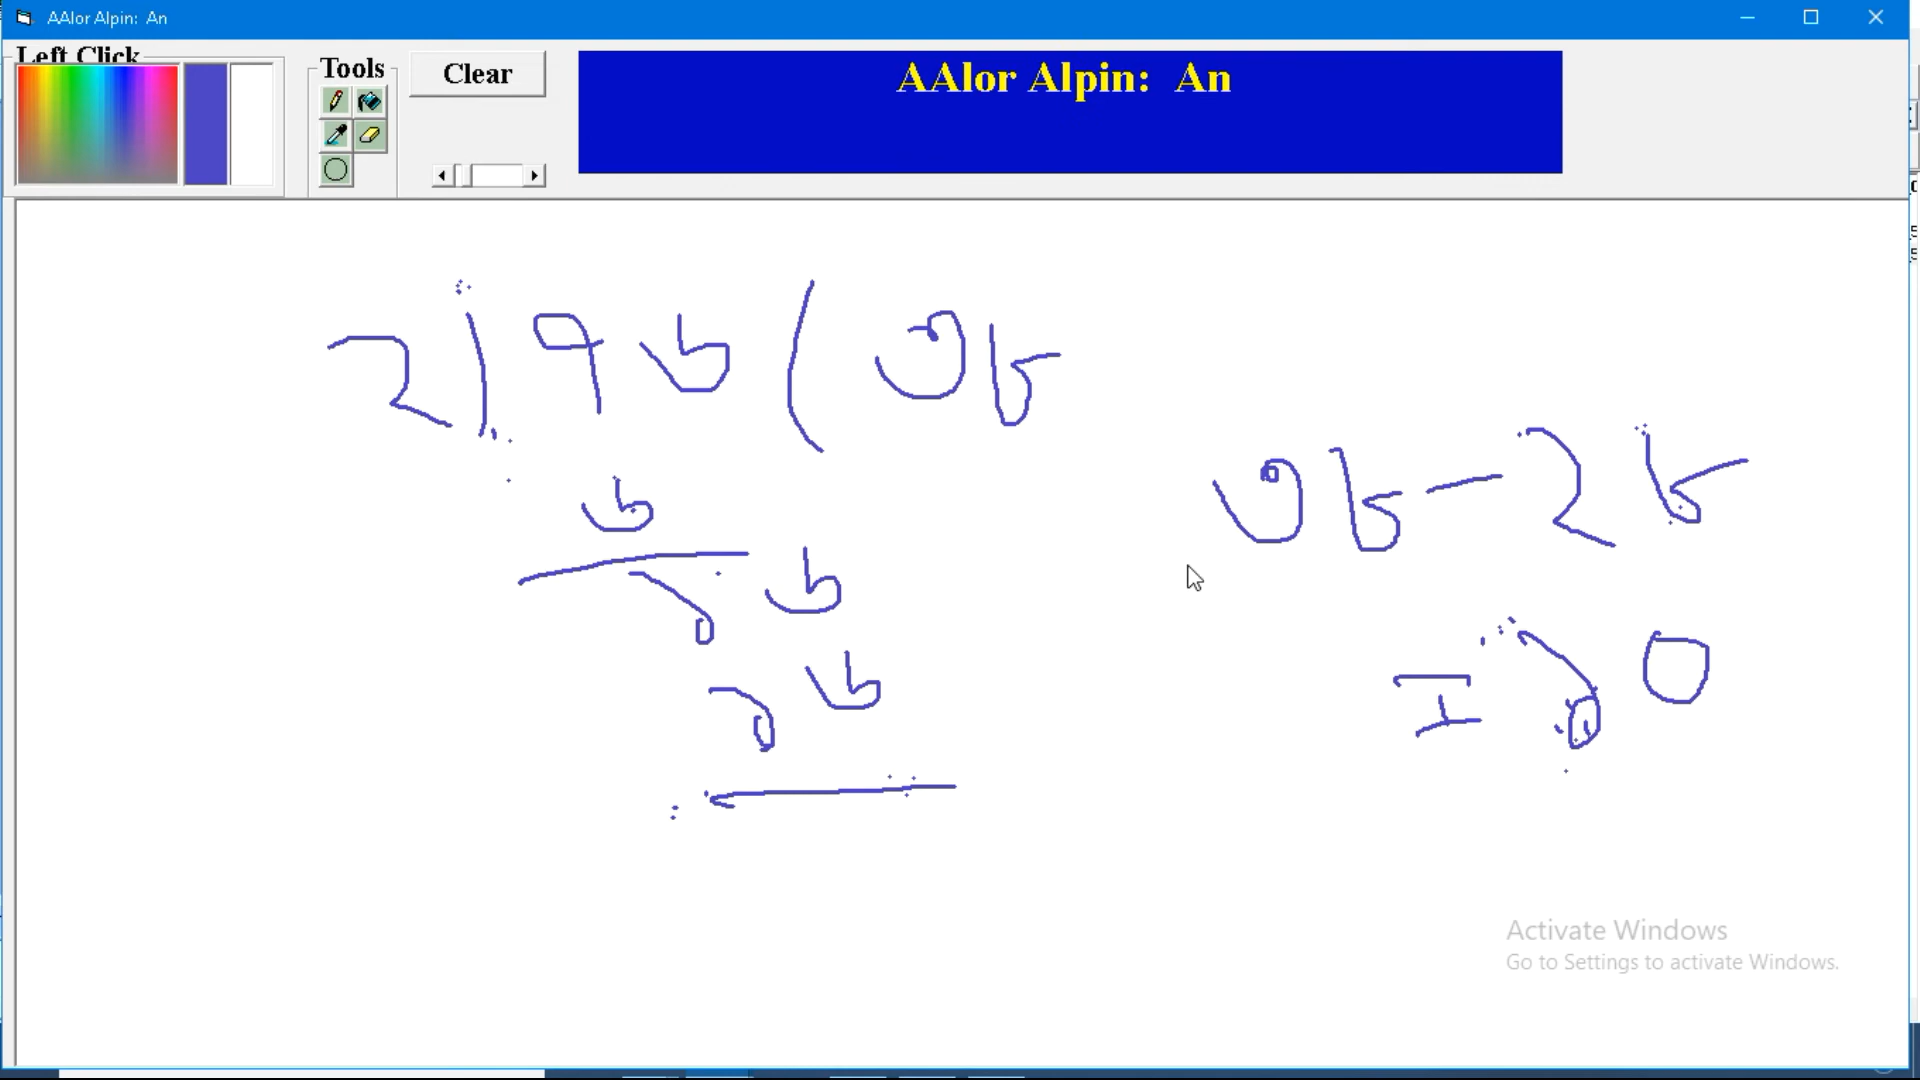 AAlor Alpin: An
Left Click
Tools
Clear
AAlor Alpin: An
২)৭৬(৩৮
৬
১৬
১৬
৩৮-২৮
=১০
Activate Windows
Go to Settings to activate Windows.